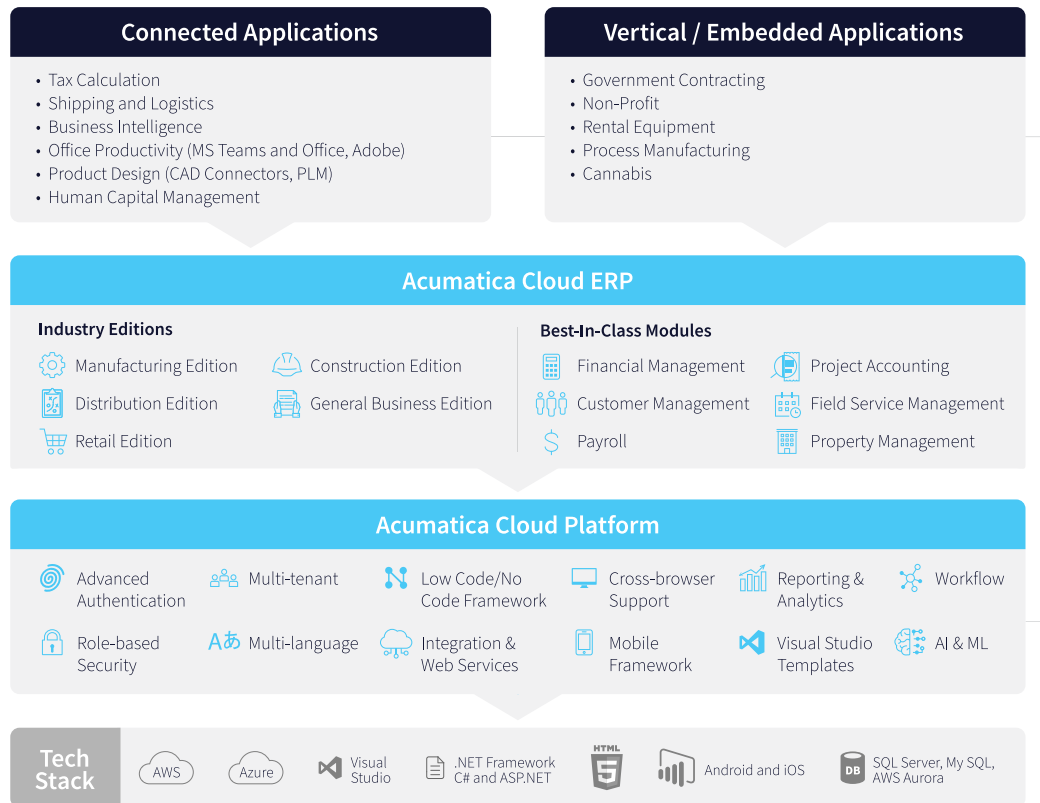 Connected Applications
• Tax Calculation
• Shipping and Logistics
• Business Intelligence
• Office Productivity (MS Teams and Office, Adobe)
• Product Design (CAD Connectors, PLM)
• Human Capital Management
Vertical / Embedded Applications
• Government Contracting
• Non-Profit
• Rental Equipment
• Process Manufacturing
• Cannabis
Acumatica Cloud ERP
Industry Editions
Manufacturing Edition
Construction Edition
Distribution Edition
General Business Edition
Retail Edition
Best-In-Class Modules
Financial Management
Project Accounting
Customer Management
Field Service Management
$
Payroll
Property Management
Acumatica Cloud Platform
Advanced
Authentication
Multi-tenant
Low Code/No
Code Framework
Cross-browser
Support
Reporting &
Analytics
Workflow
Role-based
Security
Aあ
Multi-language
Integration &
Web Services
Mobile
Framework
Visual Studio
Templates
AI & ML
Tech
Stack
AWS
Azure
Visual
Studio
.NET Framework
C# and ASP.NET
HTML
5
Android and iOS
DB
SQL Server, My SQL,
AWS Aurora